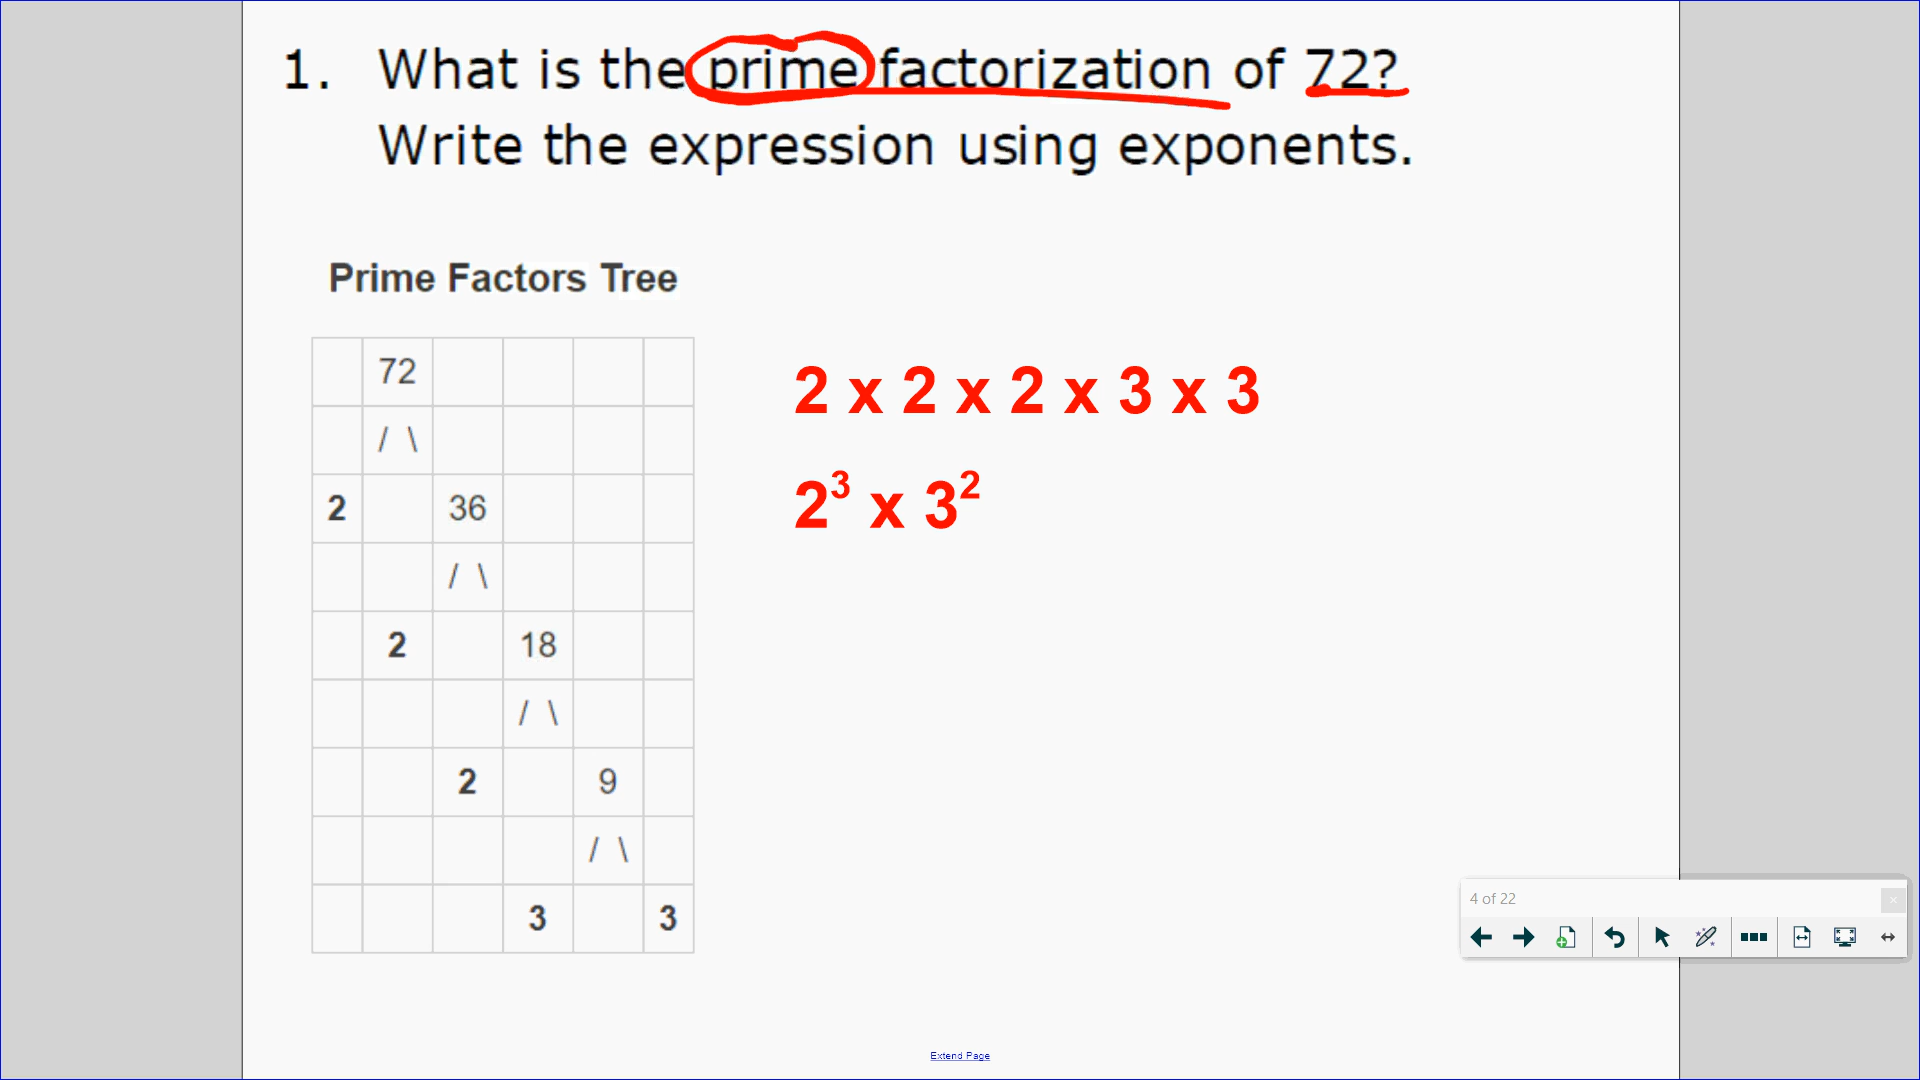 1. What is the prime factorization of 72?
Write the expression using exponents.
Prime Factors Tree
72
/ \
2 36
/ \
2 18
/ \
2 9
/ \
3 3
2 x 2 x 2 x 3 x 3
2³ x 3²
4 of 22
Extend Page